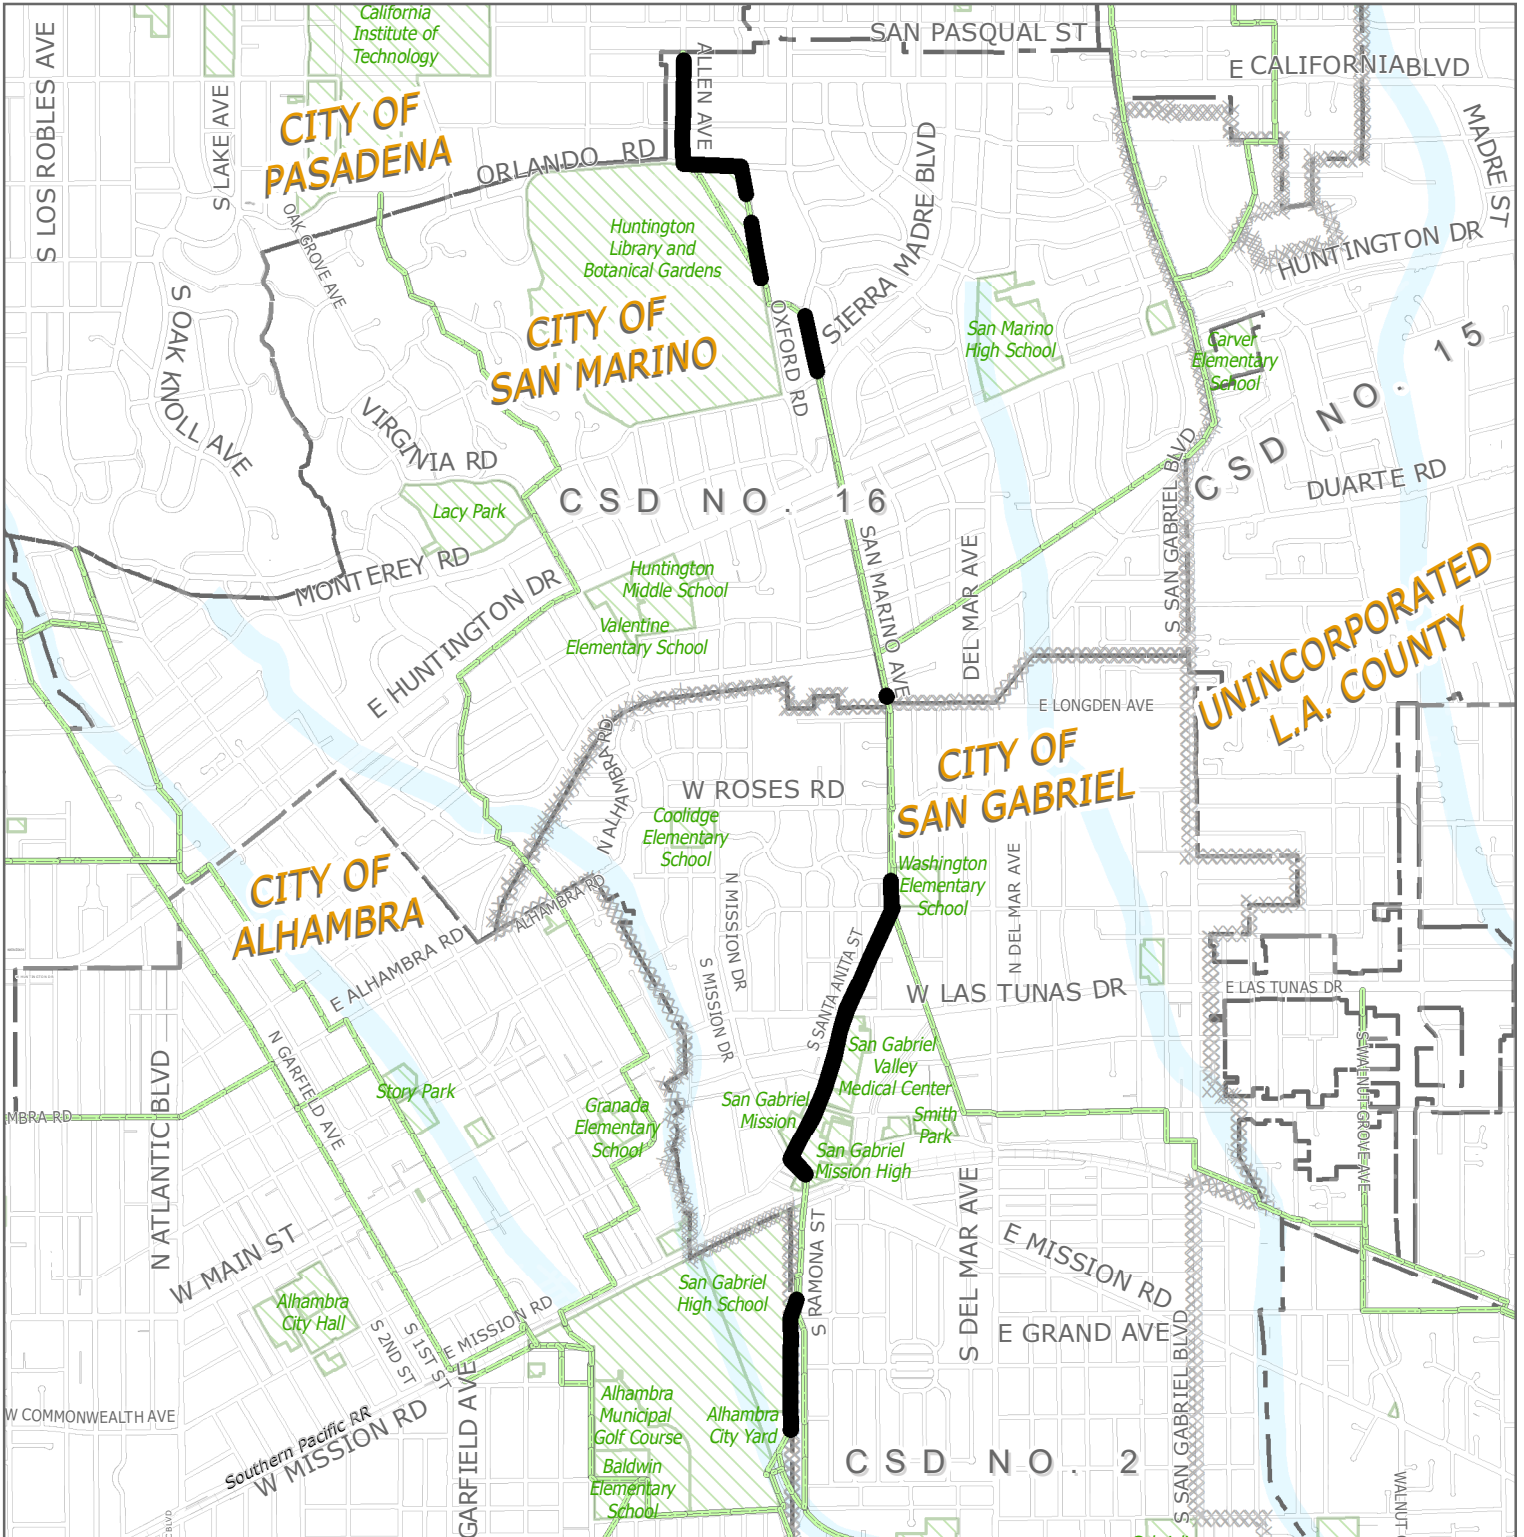 California
Institute of
Technology
SAN PASQUAL ST
E CALIFORNIA BLVD
S LOS ROBLES AVE
S LAKE AVE
ALLEN AVE
MADRE ST
CITY OF
PASADENA
ORLANDO RD
SIERRA MADRE BLVD
OAK GROVE AVE
Huntington
Library and
Botanical Gardens
HUNTINGTON DR
S OAK KNOLL AVE
CITY OF
SAN MARINO
OXFORD RD
San Marino
High School
Carver
Elementary
School
CSD NO. 15
VIRGINIA RD
S SAN GABRIEL BLVD
DUARTE RD
Lacy Park
CSD NO. 16
SAN MARINO AVE
DEL MAR AVE
MONTEREY RD
E HUNTINGTON DR
Huntington
Middle School
Valentine
Elementary School
UNINCORPORATED
L.A. COUNTY
E LONGDEN AVE
N ALHAMBRA RD
CITY OF
SAN GABRIEL
W ROSES RD
Coolidge
Elementary
School
Washington
Elementary
School
CITY OF
ALHAMBRA
ALHAMBRA RD
E ALHAMBRA RD
N MISSION DR
S MISSION DR
N DEL MAR AVE
S SANTA ANITA ST
W LAS TUNAS DR
E LAS TUNAS DR
N ATLANTIC BLVD
N GARFIELD AVE
San Gabriel
Valley
Medical Center
S WALNUT GROVE AVE
Story Park
MBRA RD
Granada
Elementary
School
San Gabriel
Mission
Smith
Park
San Gabriel
Mission High
S RAMONA ST
S DEL MAR AVE
E MISSION RD
W MAIN ST
San Gabriel
High School
Alhambra
City Hall
S 2ND ST
S 1ST ST
E MISSION RD
E GRAND AVE
S SAN GABRIEL BLVD
GARFIELD AVE
W COMMONWEALTH AVE
Southern Pacific RR
W MISSION RD
Alhambra
Municipal
Golf Course
Alhambra
City Yard
Baldwin
Elementary
School
CSD NO. 2
WALNUT
BLVD